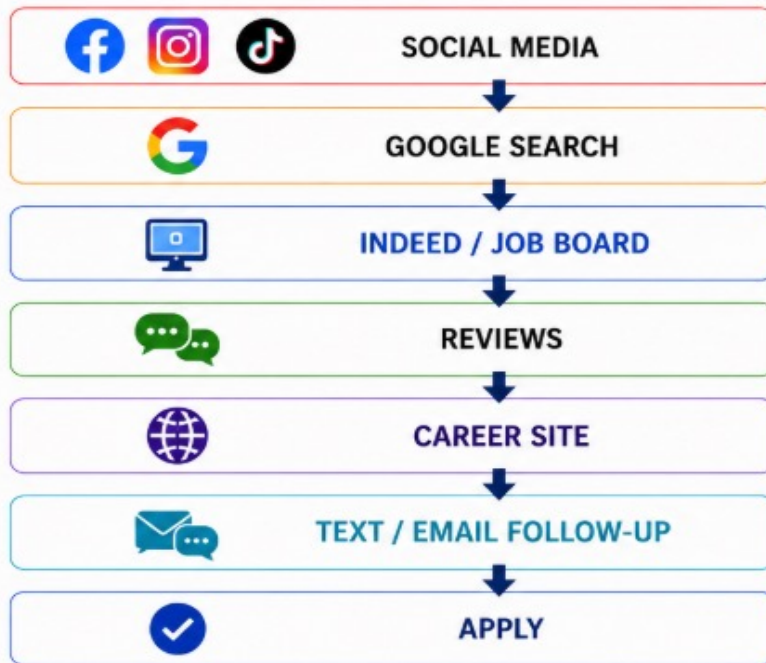 SOCIAL MEDIA
GOOGLE SEARCH
INDEED / JOB BOARD
REVIEWS
CAREER SITE
TEXT / EMAIL FOLLOW-UP
APPLY